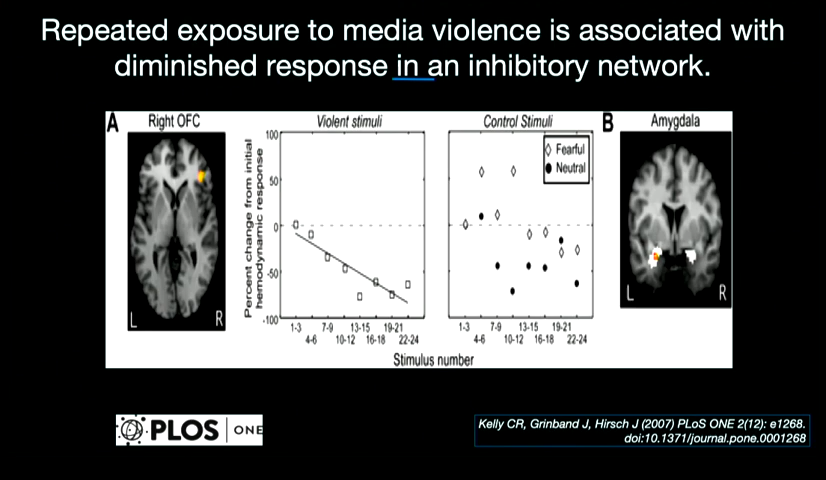 Repeated exposure to media violence is associated with
diminished response in an inhibitory network.
A
Right OFC
L
R
Violent stimuli
Percent change from initial
hemodynamic response
100
50
0
-50
-100
1-3
4-6
7-9
10-12
13-15
16-18
19-21
22-24
Control Stimuli
Fearful
Neutral
1-3
4-6
7-9
10-12
13-15
16-18
19-21
22-24
Stimulus number
B
Amygdala
L
R
PLOS ONE
Kelly CR, Grinband J, Hirsch J (2007) PLoS ONE 2(12): e1268.
doi:10.1371/journal.pone.0001268